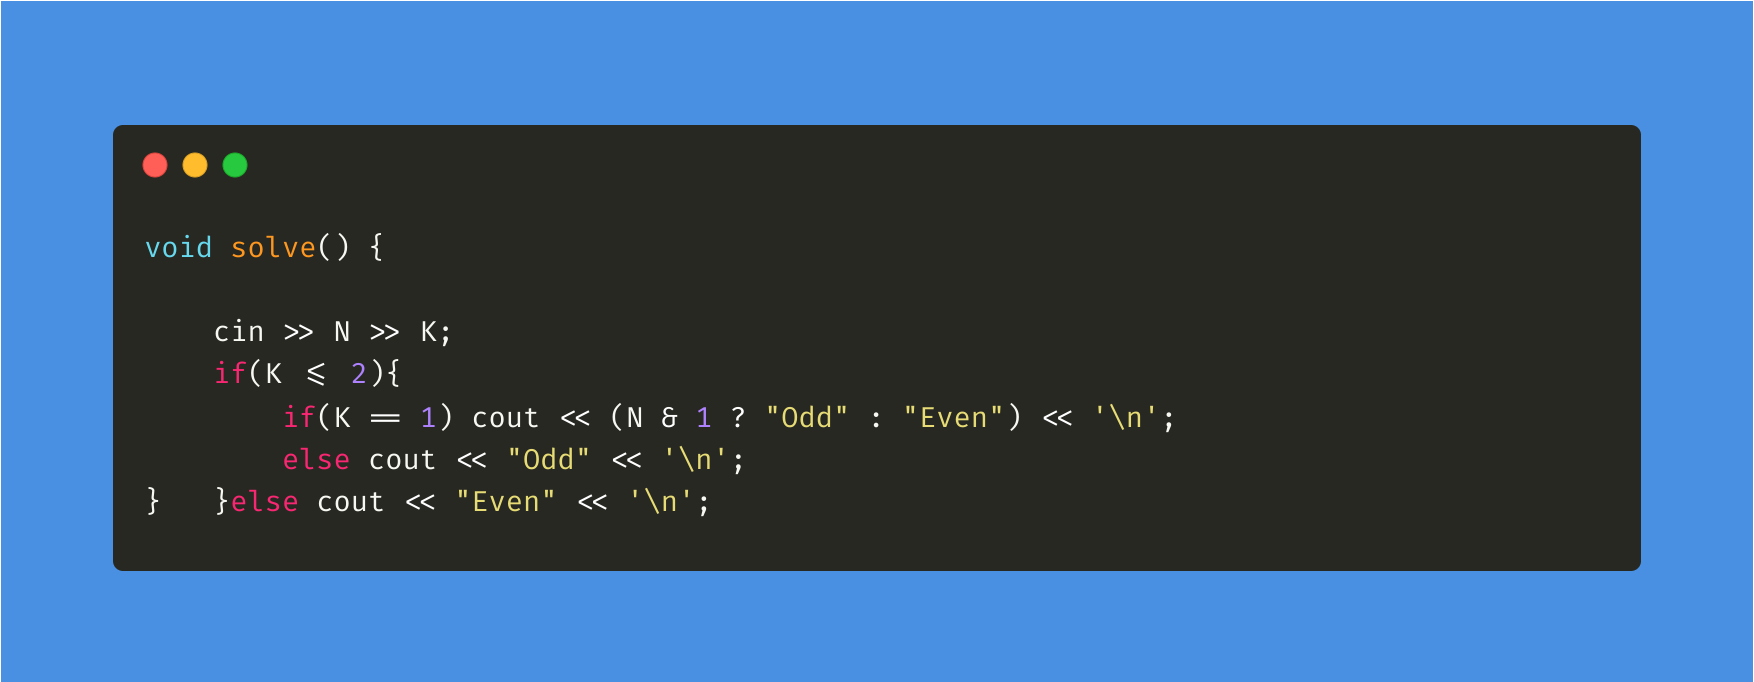 void solve() {
    cin >> N >> K;
    if(K <= 2){
        if(K == 1) cout << (N & 1 ? "Odd" : "Even") << '\n';
        else cout << "Odd" << '\n';
}   }else cout << "Even" << '\n';